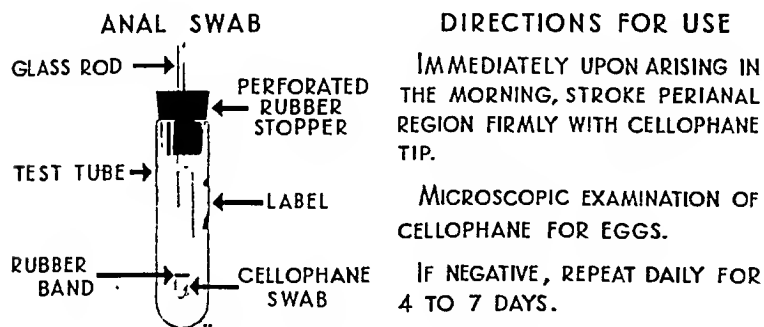 ANAL SWAB
GLASS ROD
PERFORATED
RUBBER
STOPPER
TEST TUBE
LABEL
RUBBER
BAND
CELLOPHANE
SWAB
DIRECTIONS FOR USE
IMMEDIATELY UPON ARISING IN
THE MORNING, STROKE PERIANAL
REGION FIRMLY WITH CELLOPHANE
TIP.
MICROSCOPIC EXAMINATION OF
CELLOPHANE FOR EGGS.
IF NEGATIVE, REPEAT DAILY FOR
4 TO 7 DAYS.